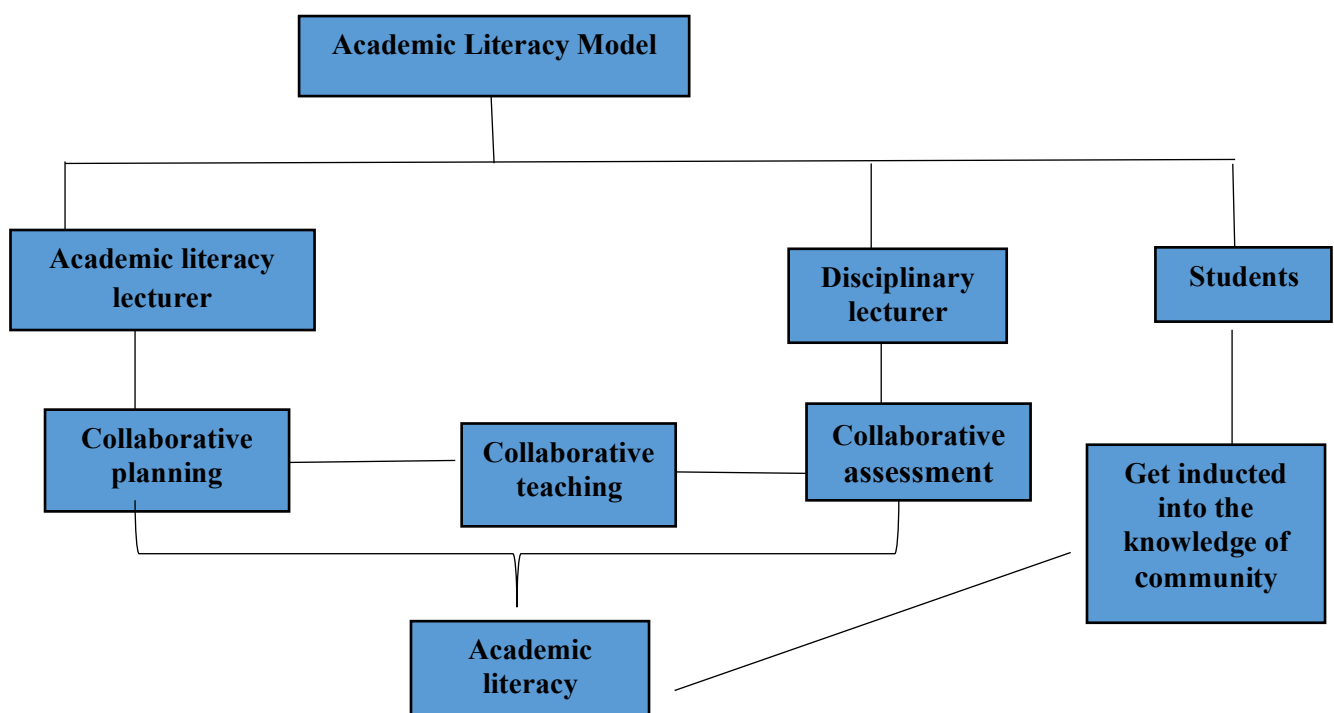 Academic Literacy Model
Academic literacy
lecturer
Disciplinary
lecturer
Students
Collaborative
planning
Collaborative
teaching
Collaborative
assessment
Get inducted
into the
knowledge of
community
Academic
literacy